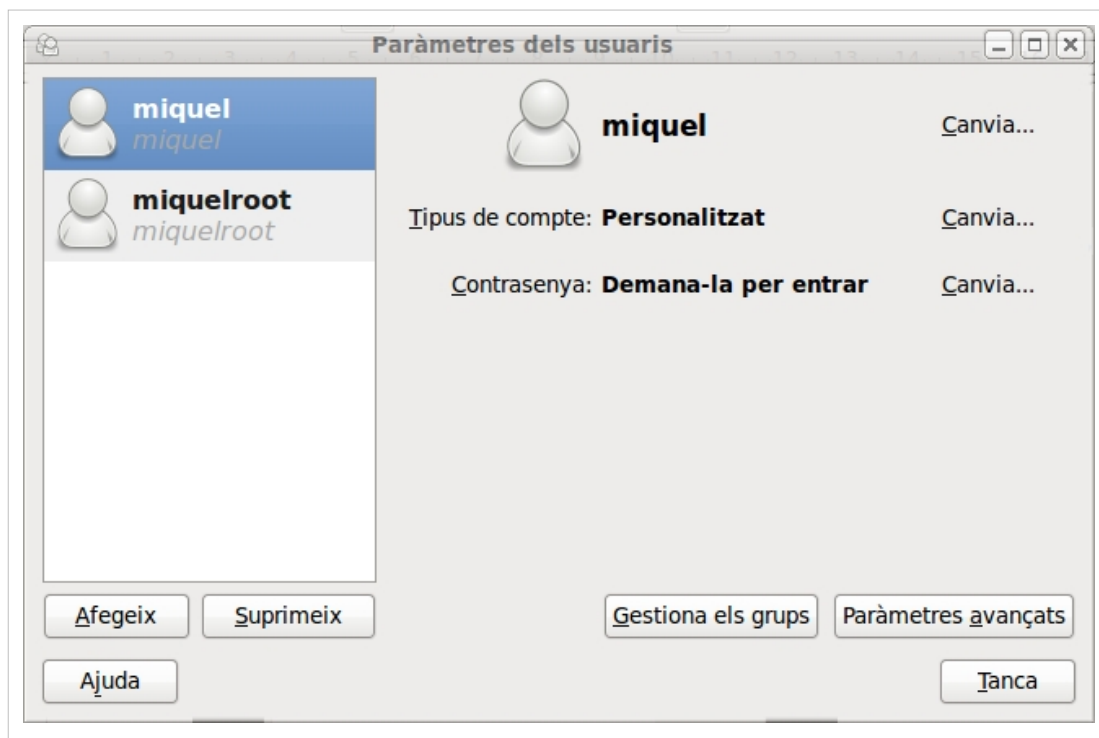 Paràmetres dels usuaris
miquel
miquel
miquelroot
miquelroot
miquel Canvia...
Tipus de compte: Personalitzat Canvia...
Contrasenya: Demana-la per entrar Canvia...
Afegeix Suprimeix Gestiona els grups Paràmetres avançats
Ajuda Tanca